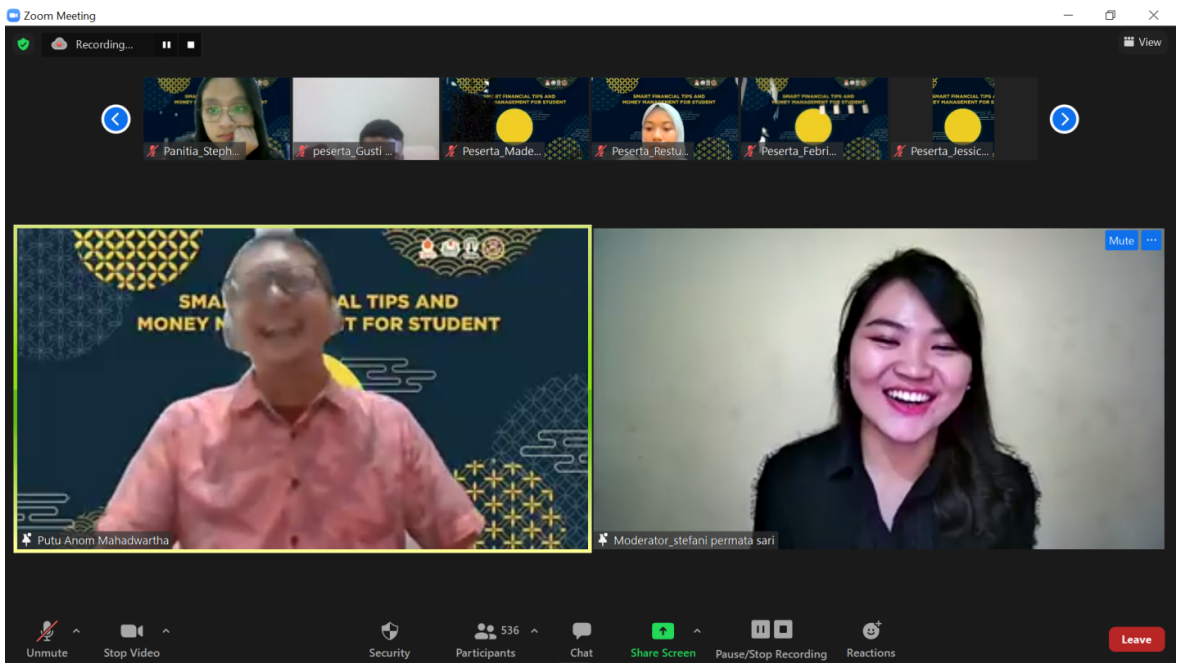 Zoom Meeting
Recording...
View
Panitia_Steph...
peserta_Gusti ...
Peserta_Made...
Peserta_Restu...
Peserta_Febri...
Peserta_Jessic...
SMART FINANCIAL TIPS AND
MONEY MANAGEMENT FOR STUDENT
SMA AL TIPS AND
MONEY M T FOR STUDENT
Putu Anom Mahadwartha
Mute
Moderator_stefani permata sari
Unmute
Stop Video
Security
536
Participants
Chat
Share Screen
Pause/Stop Recording
Reactions
Leave